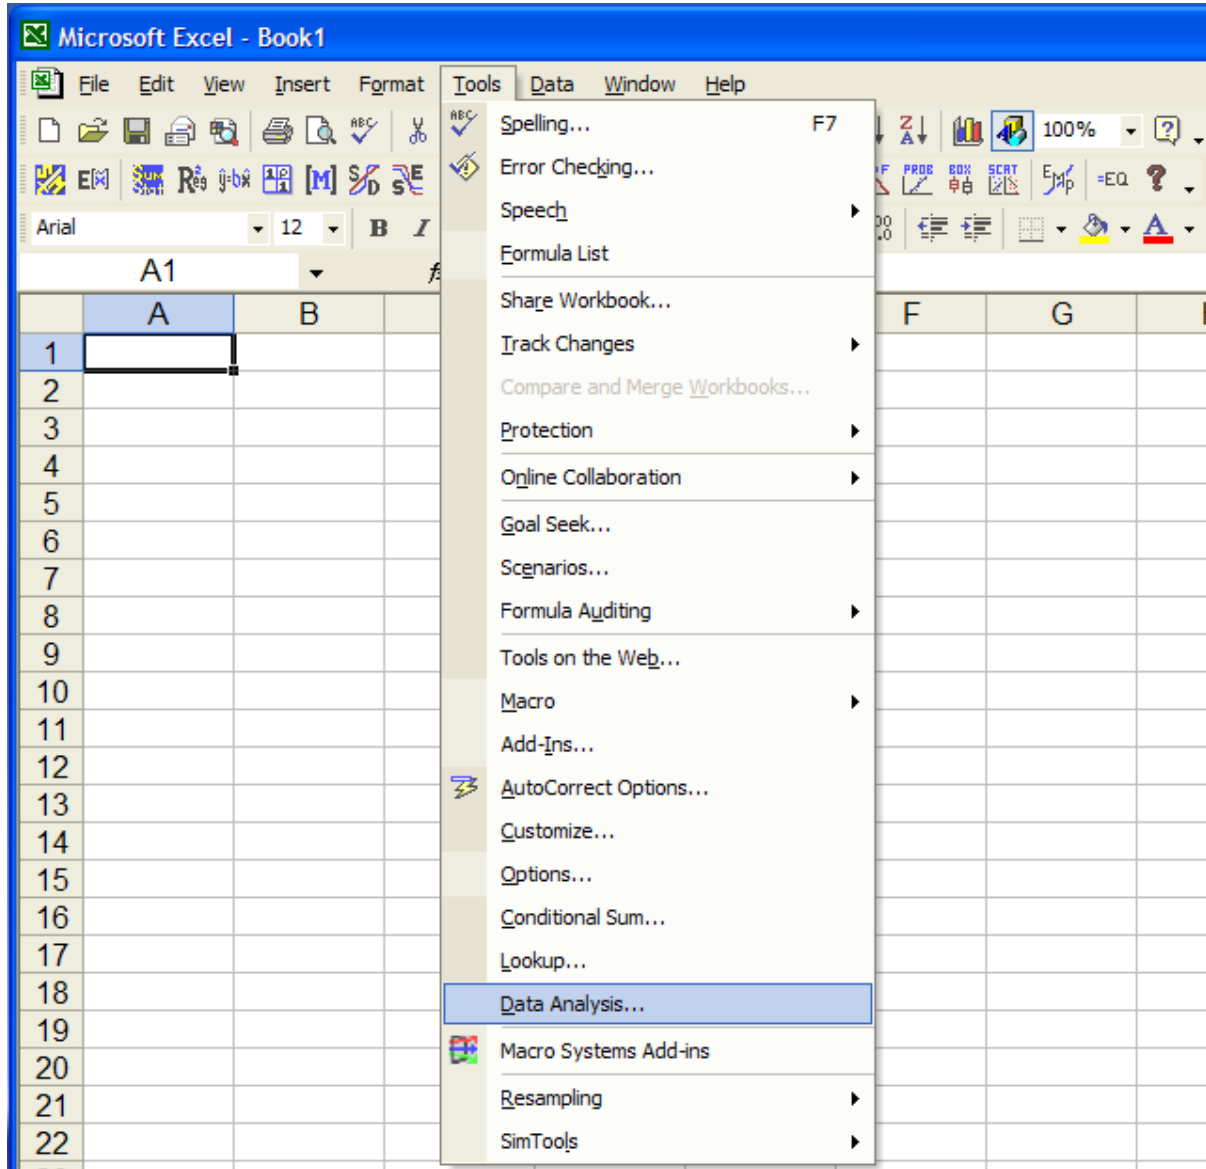 Microsoft Excel - Book1
File Edit View Insert Format Tools Data Window Help
100%
PROB BOX SCAT =EQ
Arial 12 B I
A1
A B F G
1
2
3
4
5
6
7
8
9
10
11
12
13
14
15
16
17
18
19
20
21
22
Spelling... F7
Error Checking...
Speech
Formula List
Share Workbook...
Track Changes
Compare and Merge Workbooks...
Protection
Online Collaboration
Goal Seek...
Scenarios...
Formula Auditing
Tools on the Web...
Macro
Add-Ins...
AutoCorrect Options...
Customize...
Options...
Conditional Sum...
Lookup...
Data Analysis...
Macro Systems Add-ins
Resampling
SimTools